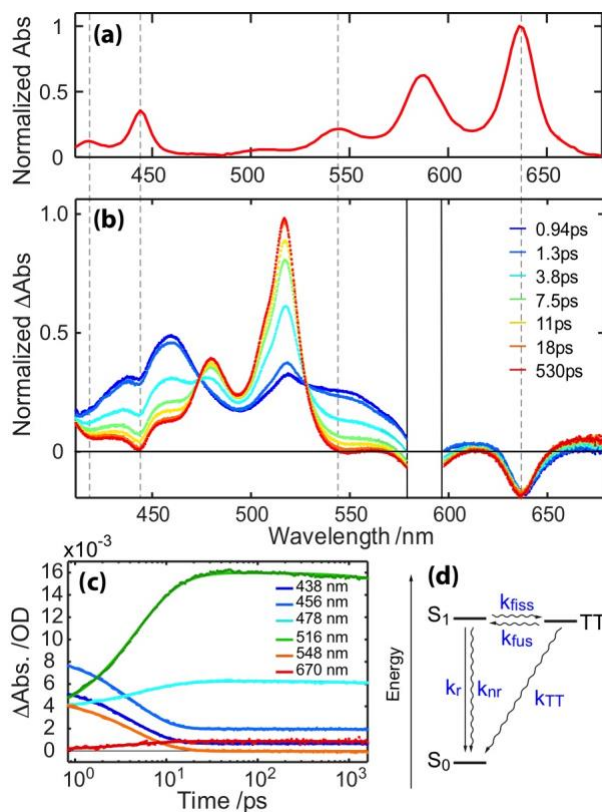 (a)
Normalized Abs
1
0.5
0
450 500 550 600 650
(b)
Normalized ΔAbs
1.0
0.5
0
0.94ps
1.3ps
3.8ps
7.5ps
11ps
18ps
530ps
450 500 550 600 650
Wavelength /nm
x10⁻³
(c)
ΔAbs. /OD
16
14
12
10
8
6
4
2
0
438 nm
456 nm
478 nm
516 nm
548 nm
670 nm
10⁰ 10¹ 10² 10³
Time /ps
(d)
Energy
S₁
k_fiss
k_fus
TT
k_r
k_nr
k_TT
S₀